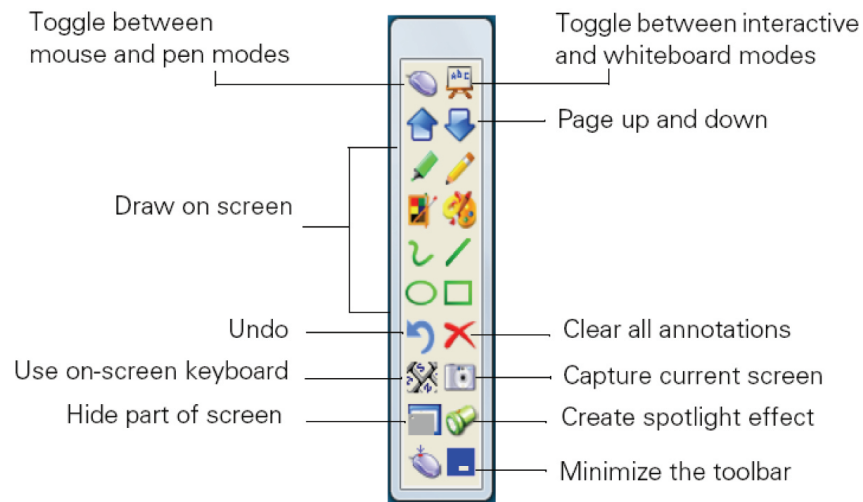 Toggle between
mouse and pen modes
Toggle between interactive
and whiteboard modes
Abc
Page up and down
Draw on screen
Undo
Clear all annotations
Use on-screen keyboard
Capture current screen
Hide part of screen
Create spotlight effect
Minimize the toolbar